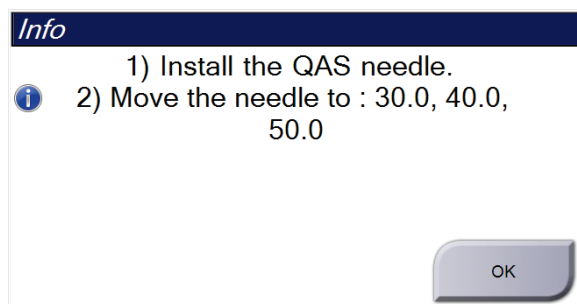 Info
1) Install the QAS needle.
2) Move the needle to : 30.0, 40.0,
50.0
OK